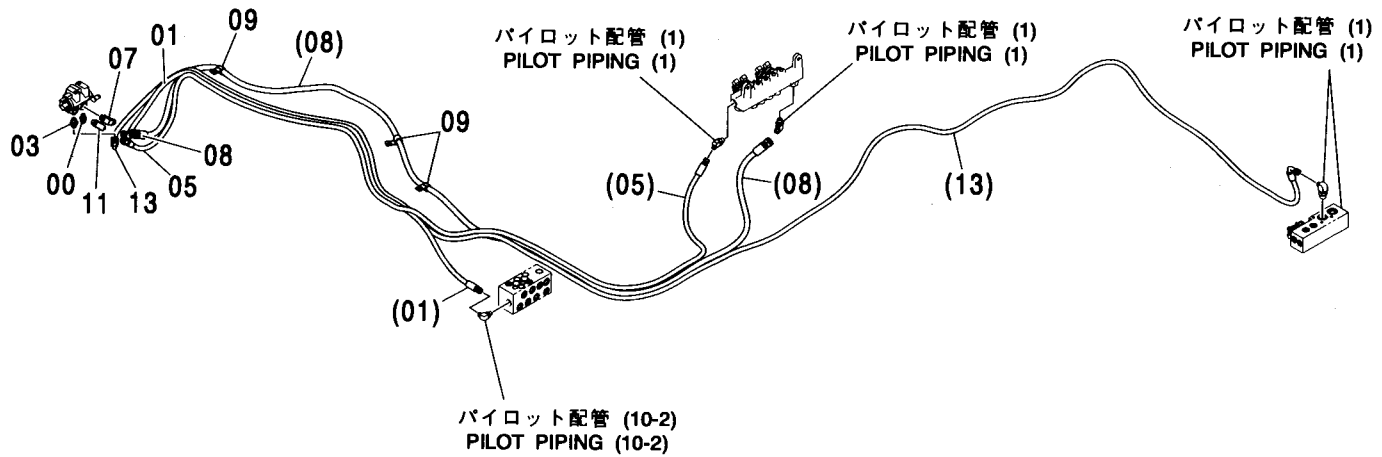 パイロット配管 (1)
PILOT PIPING (1)
パイロット配管 (1)
PILOT PIPING (1)
パイロット配管 (1)
PILOT PIPING (1)
09
01
(08)
07
09
03
08
00
05
11
13
(05)
(08)
(13)
(01)
パイロット配管 (10-2)
PILOT PIPING (10-2)